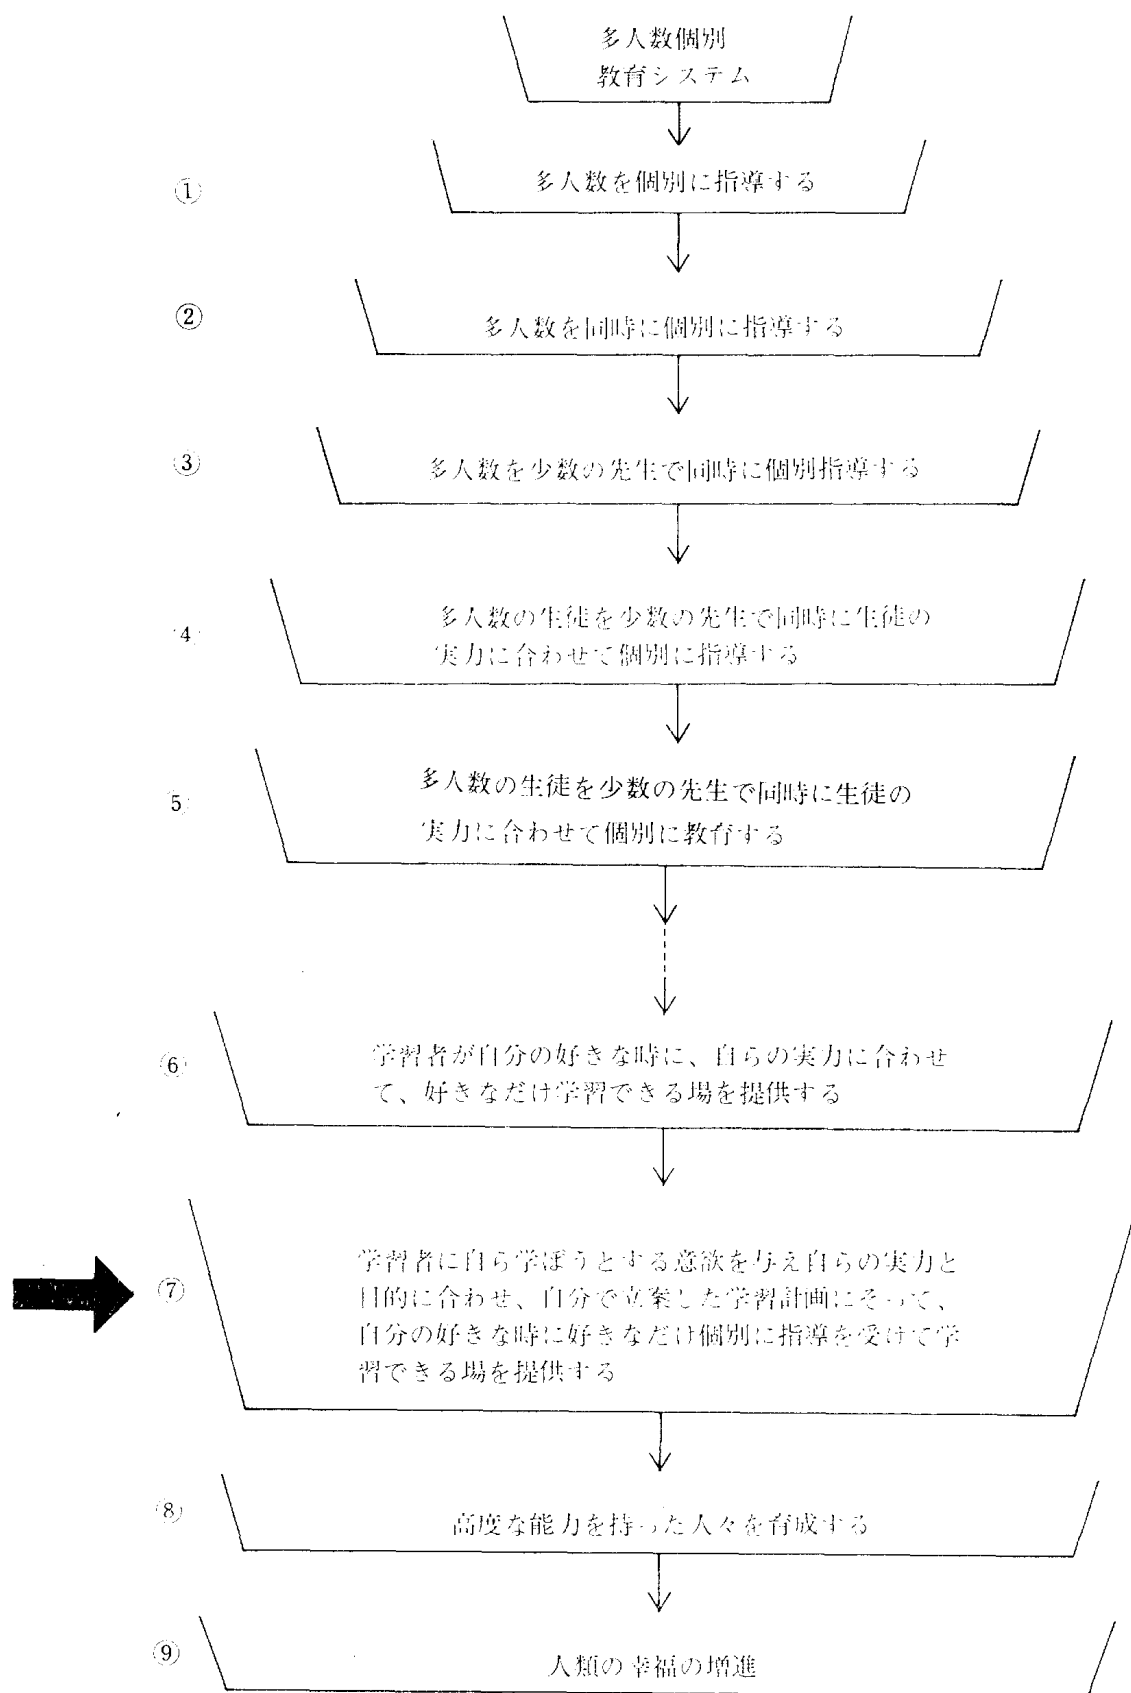 多人数個別
教育システム
① 多人数を個別に指導する
② 多人数を同時に個別に指導する
③ 多人数を少数の先生で同時に個別指導する
④ 多人数の生徒を少数の先生で同時に生徒の
実力に合わせて個別に指導する
⑤ 多人数の生徒を少数の先生で同時に生徒の
実力に合わせて個別に教育する
⑥ 学習者が自分の好きな時に、自らの実力に合わせ
て、好きなだけ学習できる場を提供する
⑦ 学習者に自ら学ぼうとする意欲を与え自らの実力と
目的に合わせ、自分で立案した学習計画にそって、
自分の好きな時に好きなだけ個別に指導を受けて学
習できる場を提供する
⑧ 高度な能力を持った人々を育成する
⑨ 人類の幸福の増進